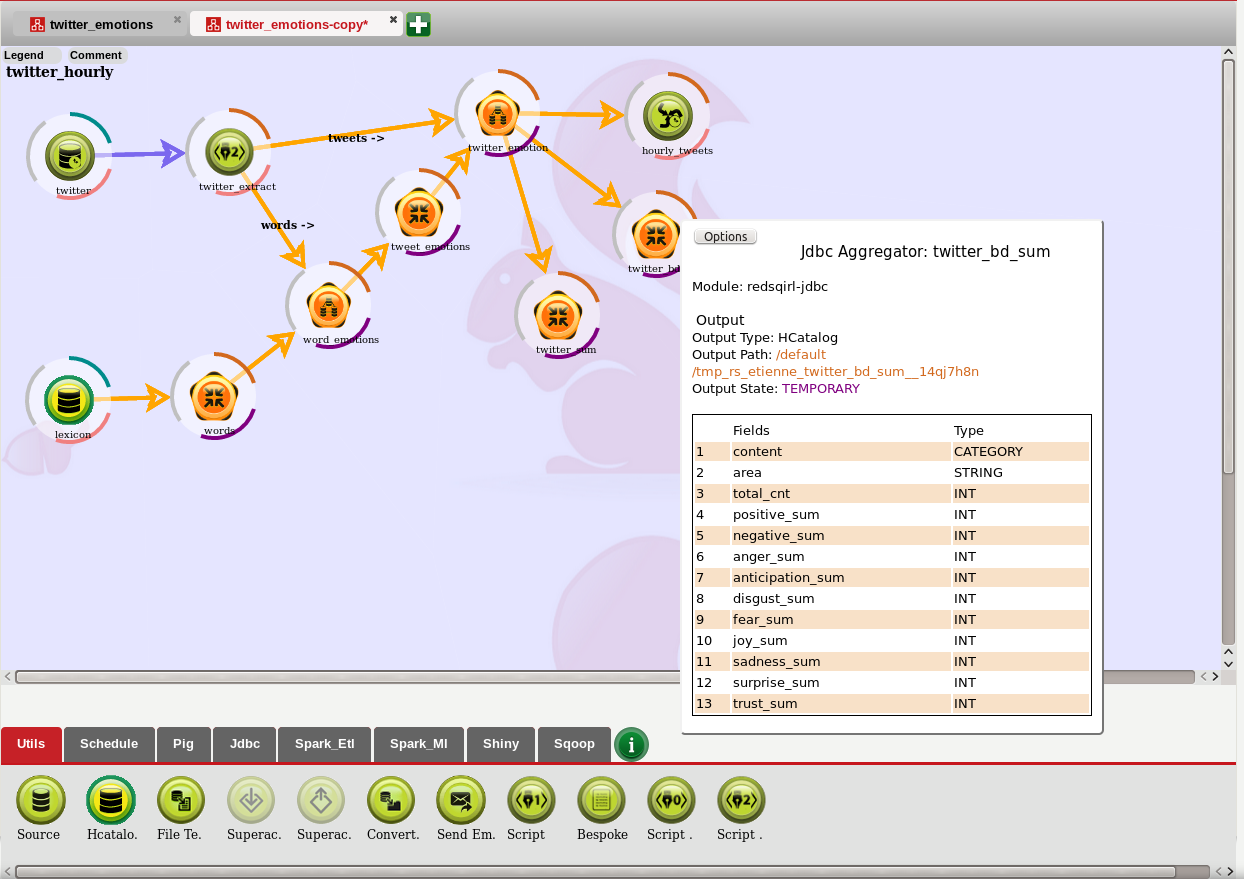 twitter_emotions
twitter_emotions-copy*
Legend
Comment
twitter_hourly
twitter
twitter_extract
tweets ->
words ->
twitter_emotion
hourly_tweets
tweet_emotions
twitter_bd
word_emotions
twitter_sum
lexicon
words
Options
Jdbc Aggregator: twitter_bd_sum
Module: redsqirl-jdbc
Output
Output Type: HCatalog
Output Path: /default
/tmp_rs_etienne_twitter_bd_sum__14qj7h8n
Output State: TEMPORARY
Fields Type
1 content CATEGORY
2 area STRING
3 total_cnt INT
4 positive_sum INT
5 negative_sum INT
6 anger_sum INT
7 anticipation_sum INT
8 disgust_sum INT
9 fear_sum INT
10 joy_sum INT
11 sadness_sum INT
12 surprise_sum INT
13 trust_sum INT
Utils Schedule Pig Jdbc Spark_Etl Spark_Ml Shiny Sqoop i
2
1 0 2
Source Hcatalo. File Te. Superac. Superac. Convert. Send Em. Script Bespoke Script . Script .